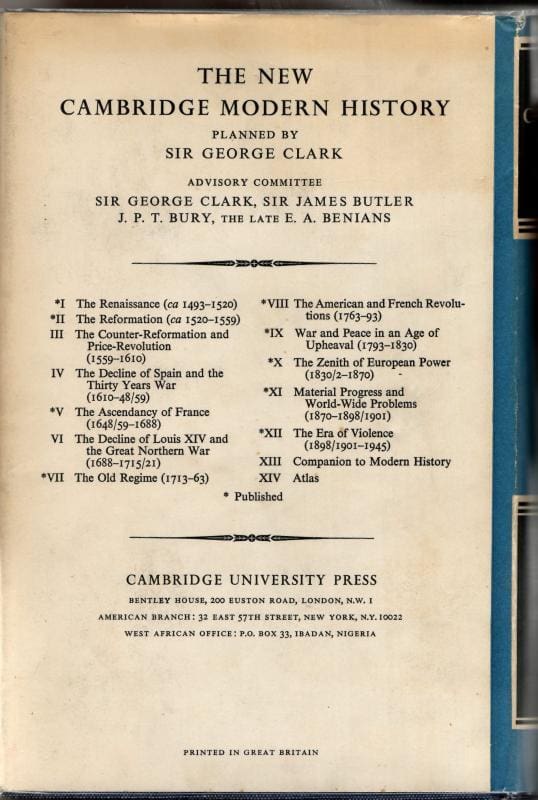 THE NEW
CAMBRIDGE MODERN HISTORY
PLANNED BY
SIR GEORGE CLARK
ADVISORY COMMITTEE
SIR GEORGE CLARK, SIR JAMES BUTLER
J. P. T. BURY, THE LATE E. A. BENIANS
*I The Renaissance (ca 1493–1520)
*II The Reformation (ca 1520–1559)
III The Counter-Reformation and
Price-Revolution
(1559–1610)
IV The Decline of Spain and the
Thirty Years War
(1610–48/59)
*V The Ascendancy of France
(1648/59–1688)
VI The Decline of Louis XIV and
the Great Northern War
(1688–1715/21)
*VII The Old Regime (1713–63)
*VIII The American and French Revolu-
tions (1763–93)
*IX War and Peace in an Age of
Upheaval (1793–1830)
*X The Zenith of European Power
(1830/2–1870)
*XI Material Progress and
World-Wide Problems
(1870–1898/1901)
*XII The Era of Violence
(1898/1901–1945)
XIII Companion to Modern History
XIV Atlas
* Published
CAMBRIDGE UNIVERSITY PRESS
BENTLEY HOUSE, 200 EUSTON ROAD, LONDON, N.W. 1
AMERICAN BRANCH: 32 EAST 57TH STREET, NEW YORK, N.Y. 10022
WEST AFRICAN OFFICE: P.O. BOX 33, IBADAN, NIGERIA
PRINTED IN GREAT BRITAIN